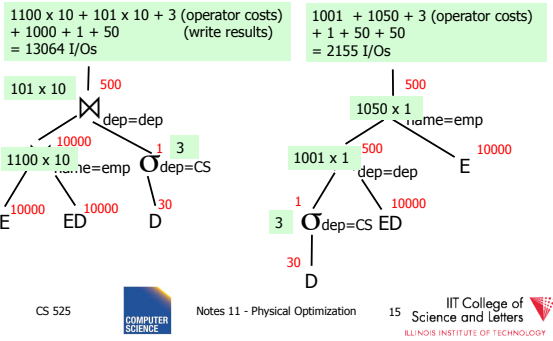 1100 x 10 + 101 x 10 + 3 (operator costs)
+ 1000 + 1 + 50 (write results)
= 13064 I/Os
1001 + 1050 + 3 (operator costs)
+ 1 + 50 + 50
= 2155 I/Os
500
101 x 10
⋈ dep=dep
10000
1100 x 10
name=emp
1
3
σ dep=CS
10000
E
10000
ED
30
D
500
1050 x 1
name=emp
500
1001 x 1
dep=dep
10000
E
1
3
σ dep=CS
10000
ED
30
D
CS 525
COMPUTER
SCIENCE
Notes 11 - Physical Optimization
15
IIT College of
Science and Letters
ILLINOIS INSTITUTE OF TECHNOLOGY